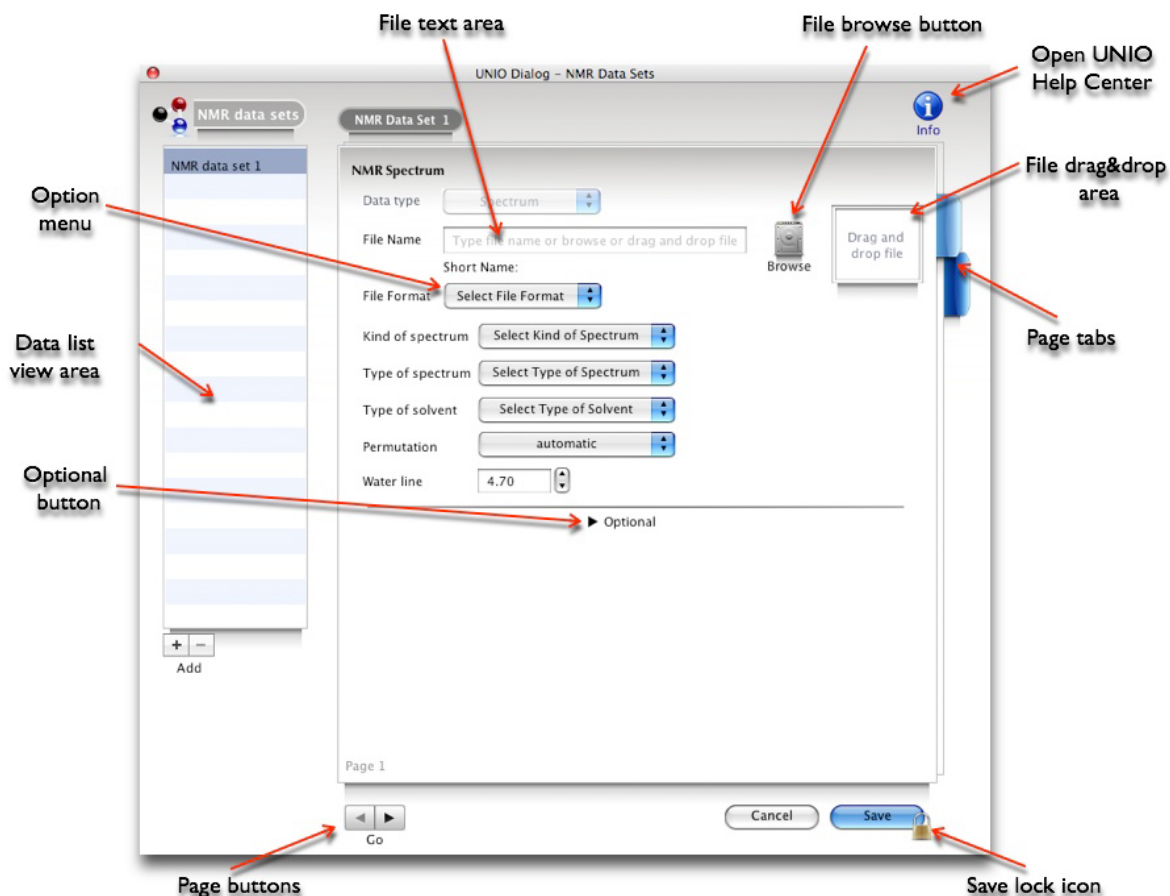 File text area
File browse button
Open UNIO
Help Center
UNIO Dialog – NMR Data Sets
NMR data sets
NMR Data Set 1
Info
NMR data set 1
NMR Spectrum
File drag&drop
area
Option
menu
Data type
Spectrum
File Name
Type file name or browse or drag and drop file
Browse
Drag and
drop file
Short Name:
File Format
Select File Format
Kind of spectrum
Select Kind of Spectrum
Page tabs
Data list
view area
Type of spectrum
Select Type of Spectrum
Type of solvent
Select Type of Solvent
Permutation
automatic
Optional
button
Water line
4.70
▶ Optional
+ −
Add
Page 1
Go
Cancel
Save
Page buttons
Save lock icon